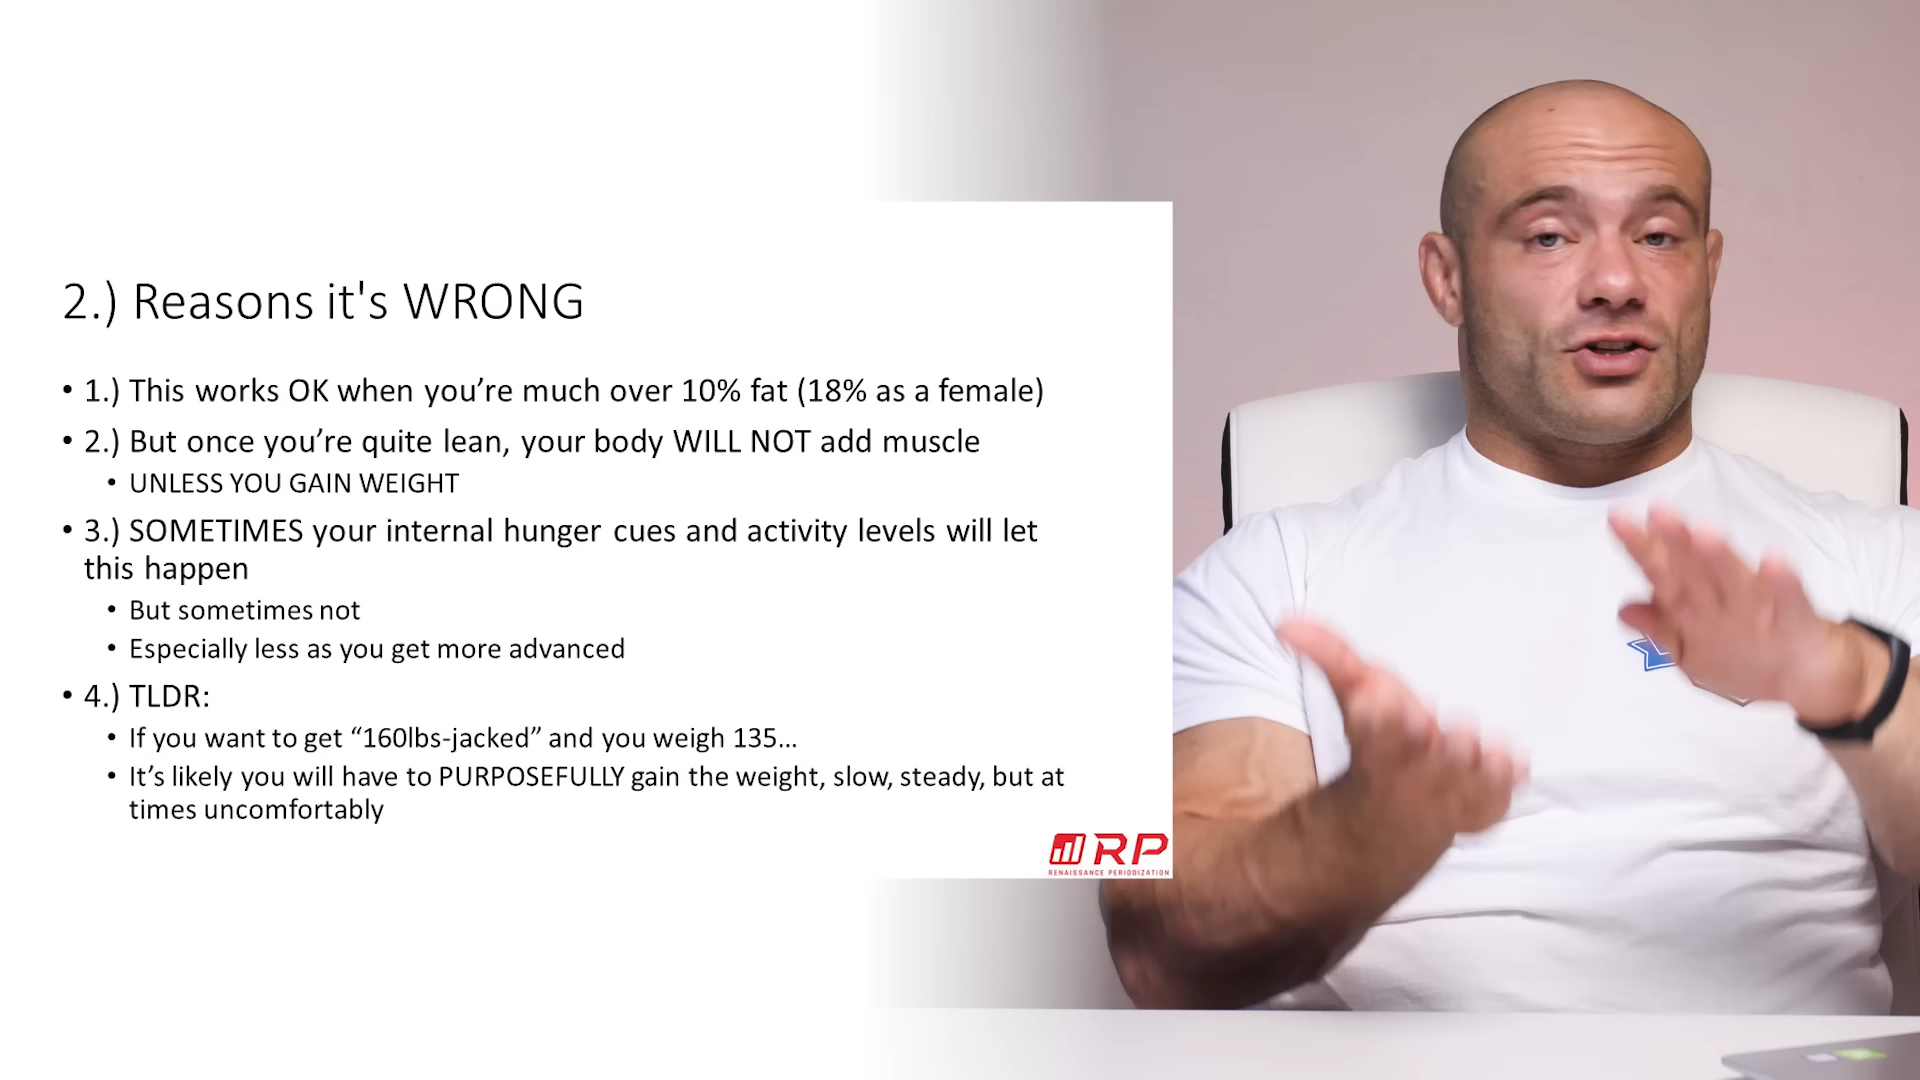 2.) Reasons it's WRONG
• 1.) This works OK when you’re much over 10% fat (18% as a female)
• 2.) But once you’re quite lean, your body WILL NOT add muscle
• UNLESS YOU GAIN WEIGHT
• 3.) SOMETIMES your internal hunger cues and activity levels will let
this happen
• But sometimes not
• Especially less as you get more advanced
• 4.) TLDR:
• If you want to get “160lbs-jacked” and you weigh 135...
• It’s likely you will have to PURPOSEFULLY gain the weight, slow, steady, but at
times uncomfortably
RP
RENAISSANCE PERIODIZATION